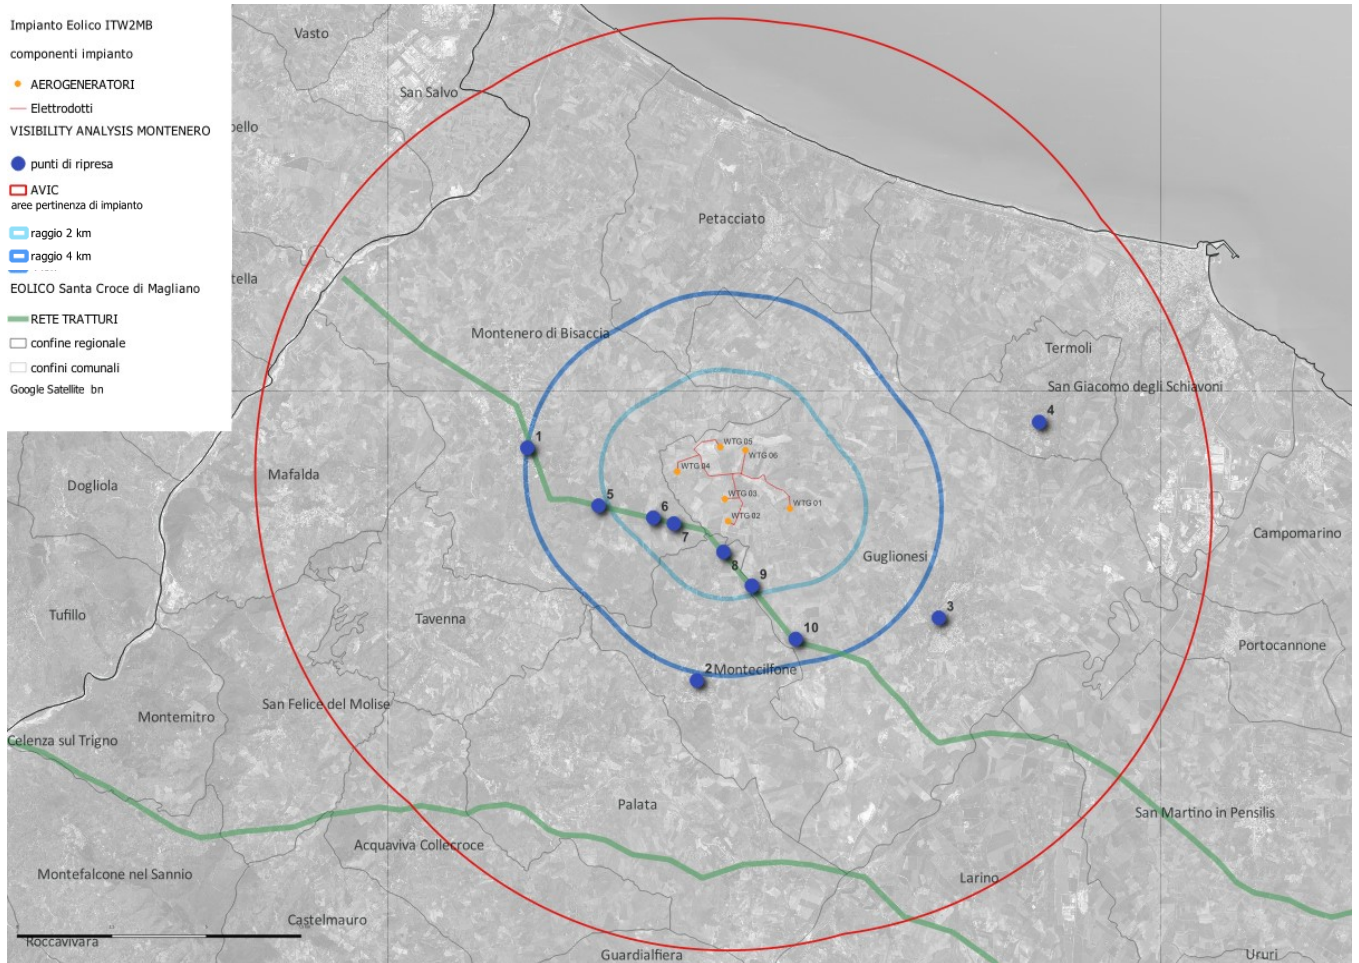 Impianto Eolico ITW2MB
componenti impianto
AEROGENERATORI
Elettrodotti
VISIBILITY ANALYSIS MONTENERO
punti di ripresa
AVIC
aree pertinenza di impianto
raggio 2 km
raggio 4 km
EOLICO Santa Croce di Magliano
RETE TRATTURI
confine regionale
confini comunali
Google Satellite bn
Vasto
San Salvo
Petacciato
Montenero di Bisaccia
Termoli
San Giacomo degli Schiavoni
4
1
WTG 05
WTG 06
Mafalda
WTG 04
Dogliola
5
WTG 03
WTG 01
6
WTG 02
7
Campomarino
8
Guglionesi
9
Tufillo
Tavenna
3
10
Portocannone
2
Montecilfone
San Felice del Molise
Montemitro
Celenza sul Trigno
Palata
San Martino in Pensilis
Acquaviva Collecroce
Montefalcone nel Sannio
Larino
Castelmauro
Roccavivara
Guardialfiera
Ururi